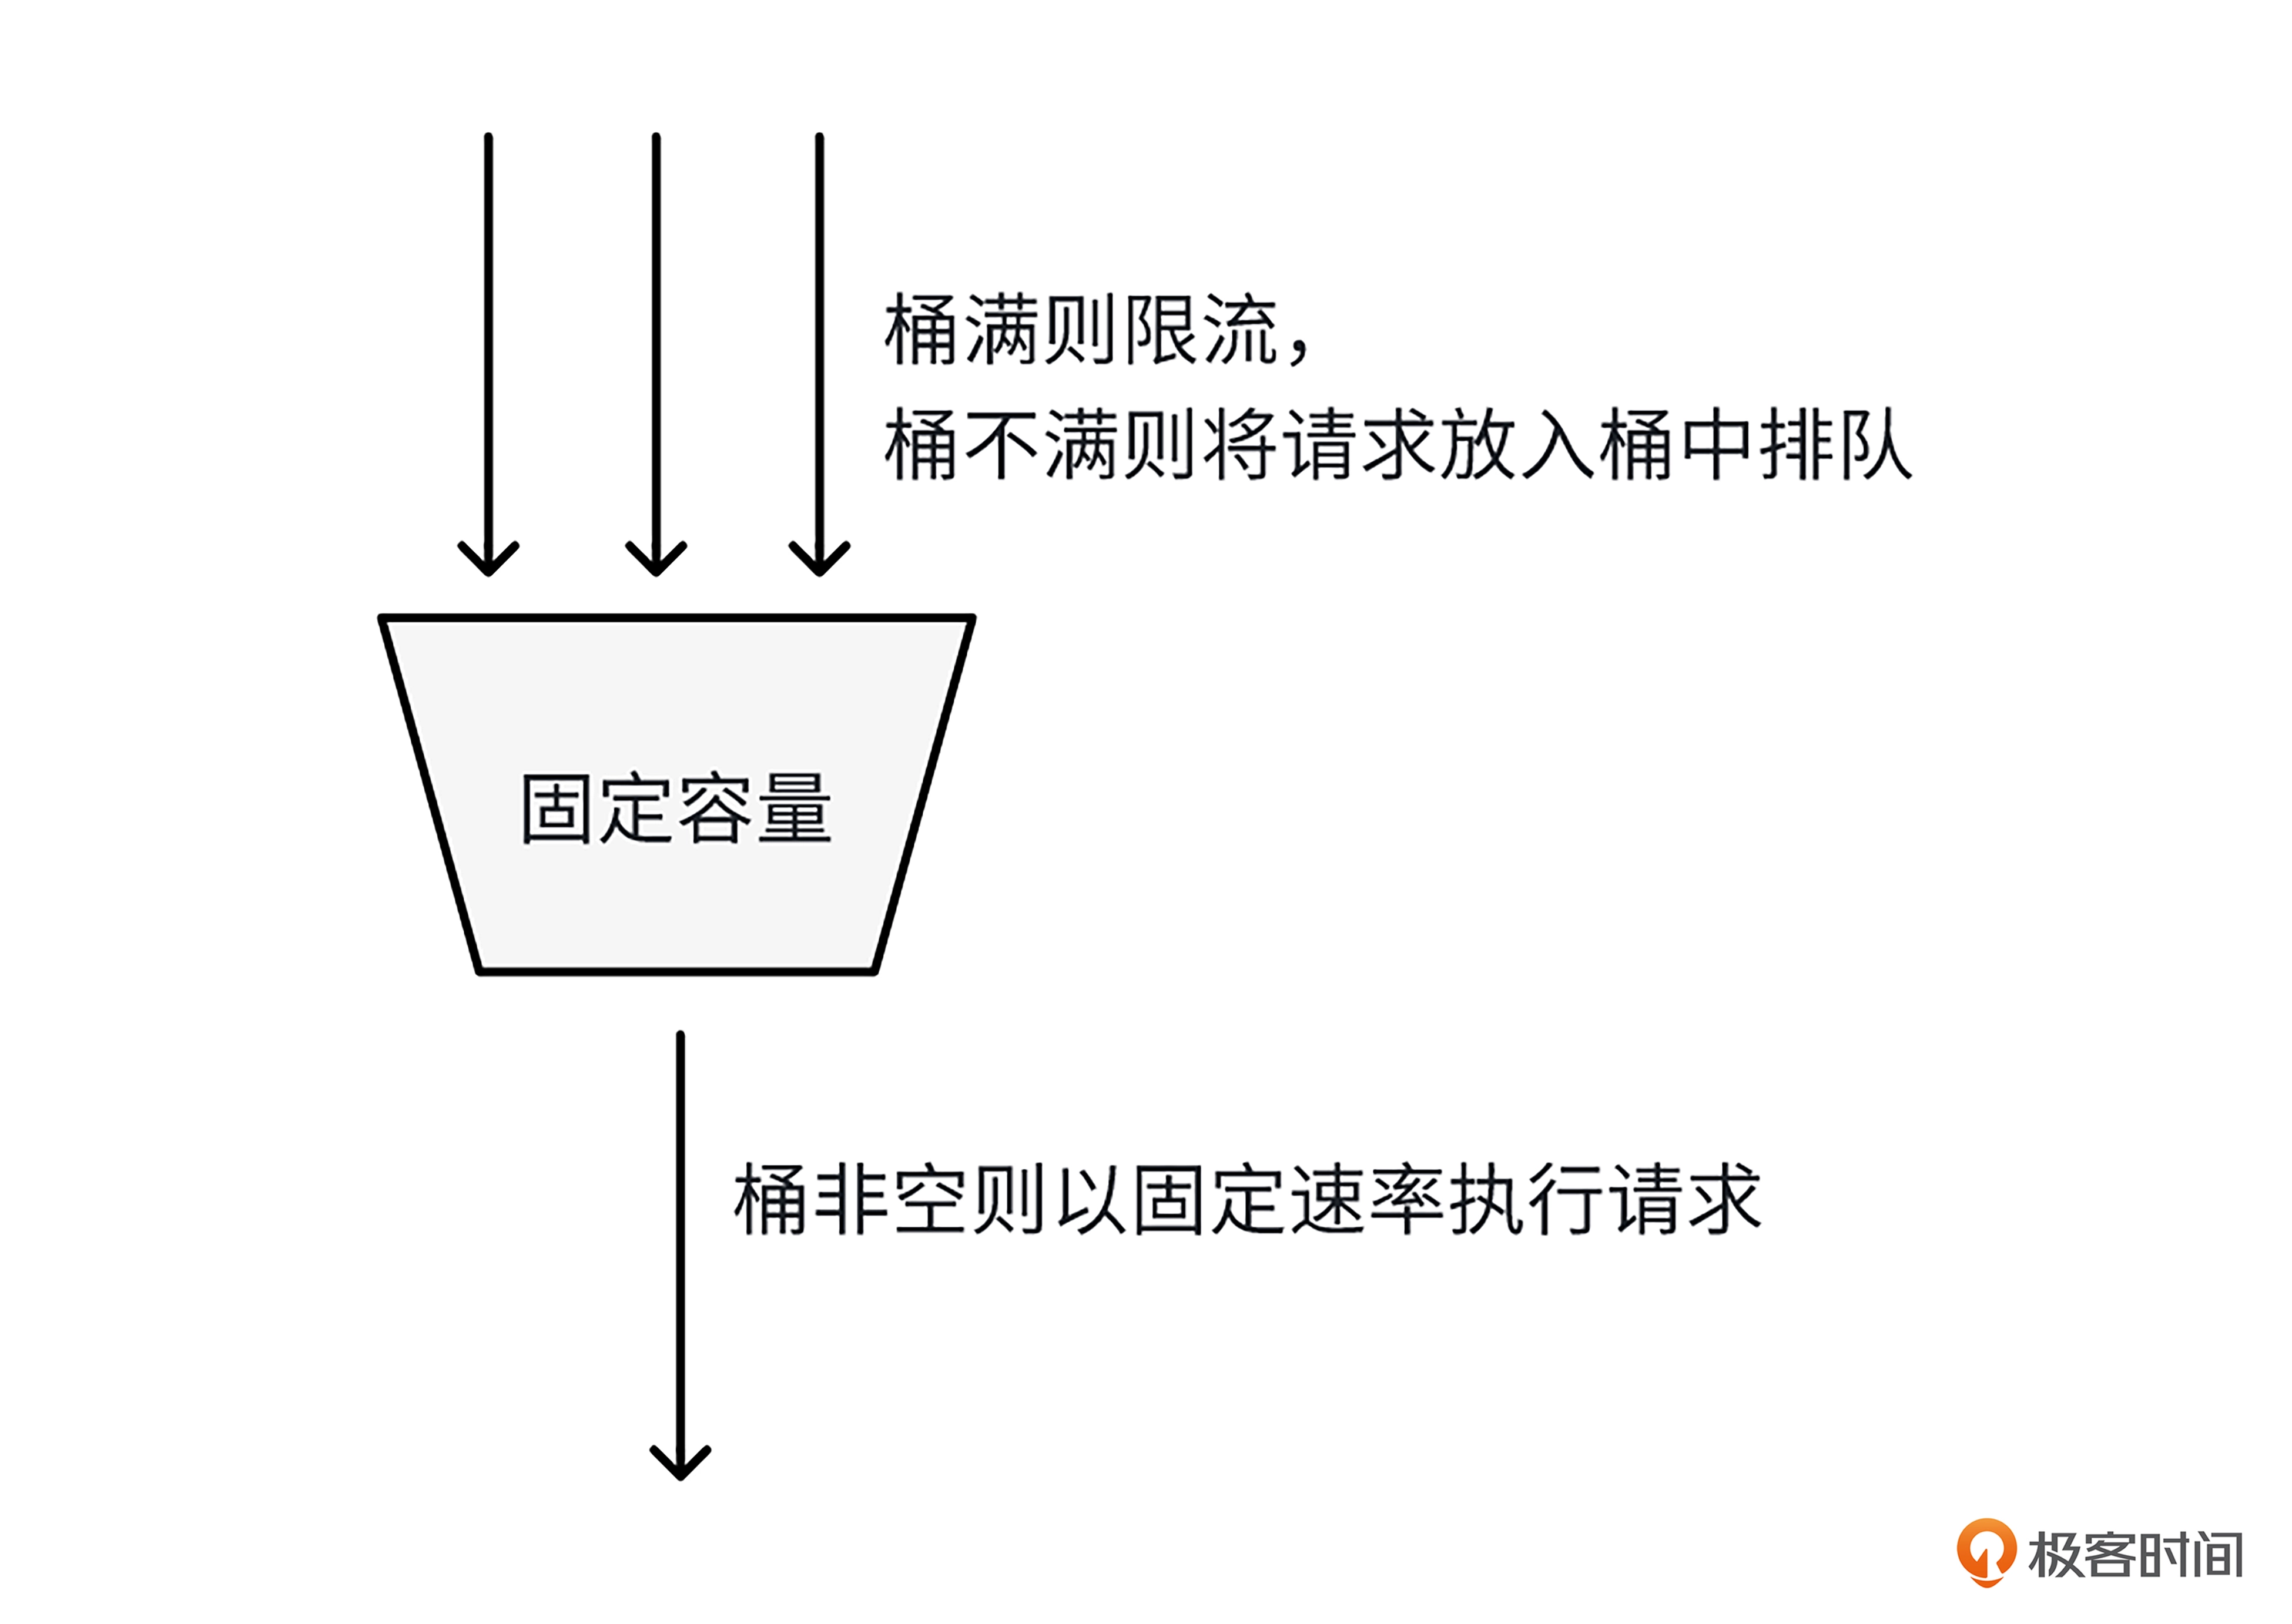 桶满则限流，
桶不满则将请求放入桶中排队
固定容量
桶非空则以固定速率执行请求
极客时间